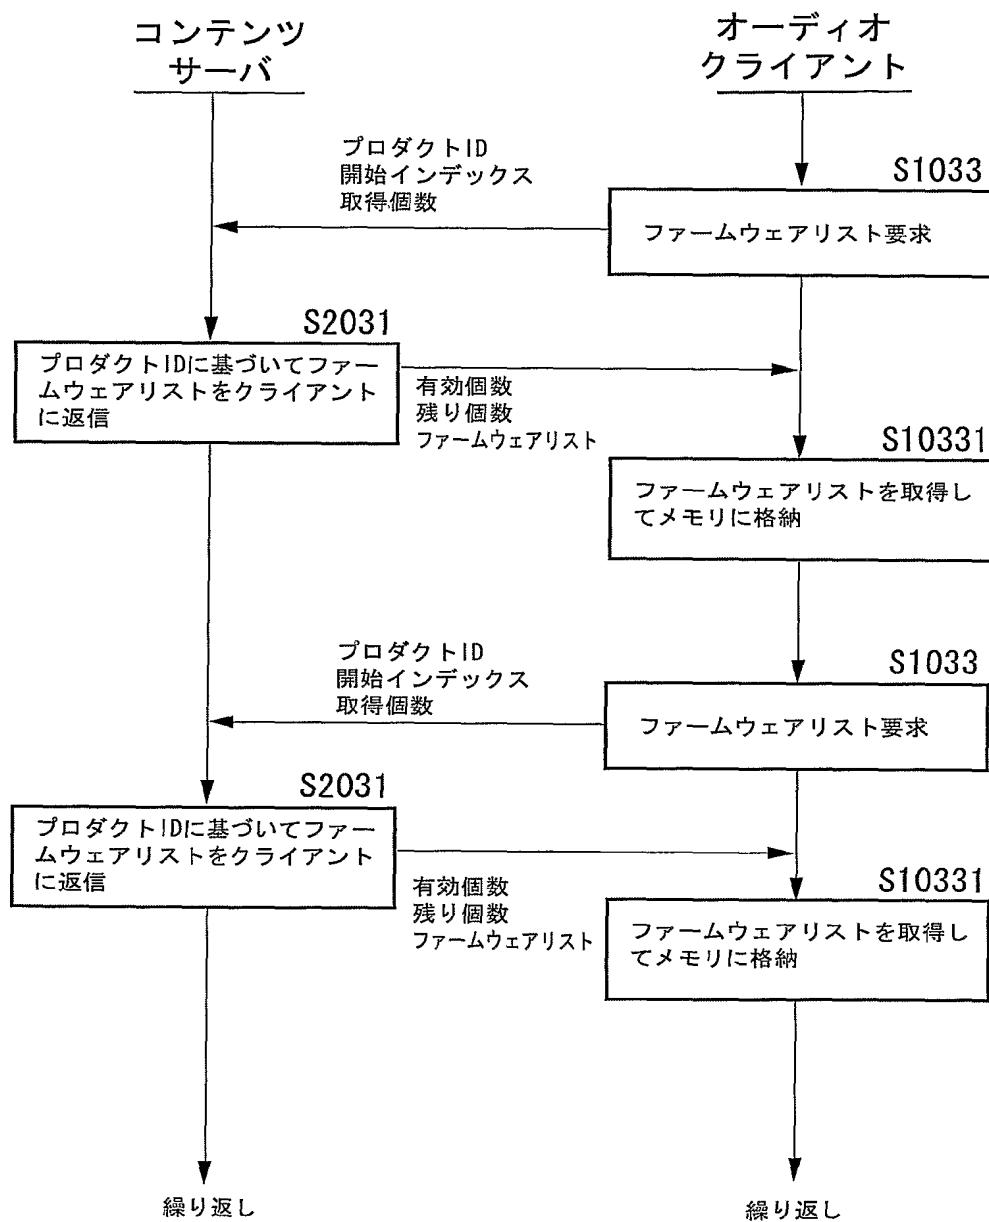 コンテンツ
サーバ
オーディオ
クライアント
プロダクトID
開始インデックス
取得個数
S1033
ファームウェアリスト要求
S2031
プロダクトIDに基づいてファー
ムウェアリストをクライアント
に返信
有効個数
残り個数
ファームウェアリスト
S10331
ファームウェアリストを取得し
てメモリに格納
プロダクトID
開始インデックス
取得個数
S1033
ファームウェアリスト要求
S2031
プロダクトIDに基づいてファー
ムウェアリストをクライアント
に返信
有効個数
残り個数
ファームウェアリスト
S10331
ファームウェアリストを取得し
てメモリに格納
繰り返し
繰り返し